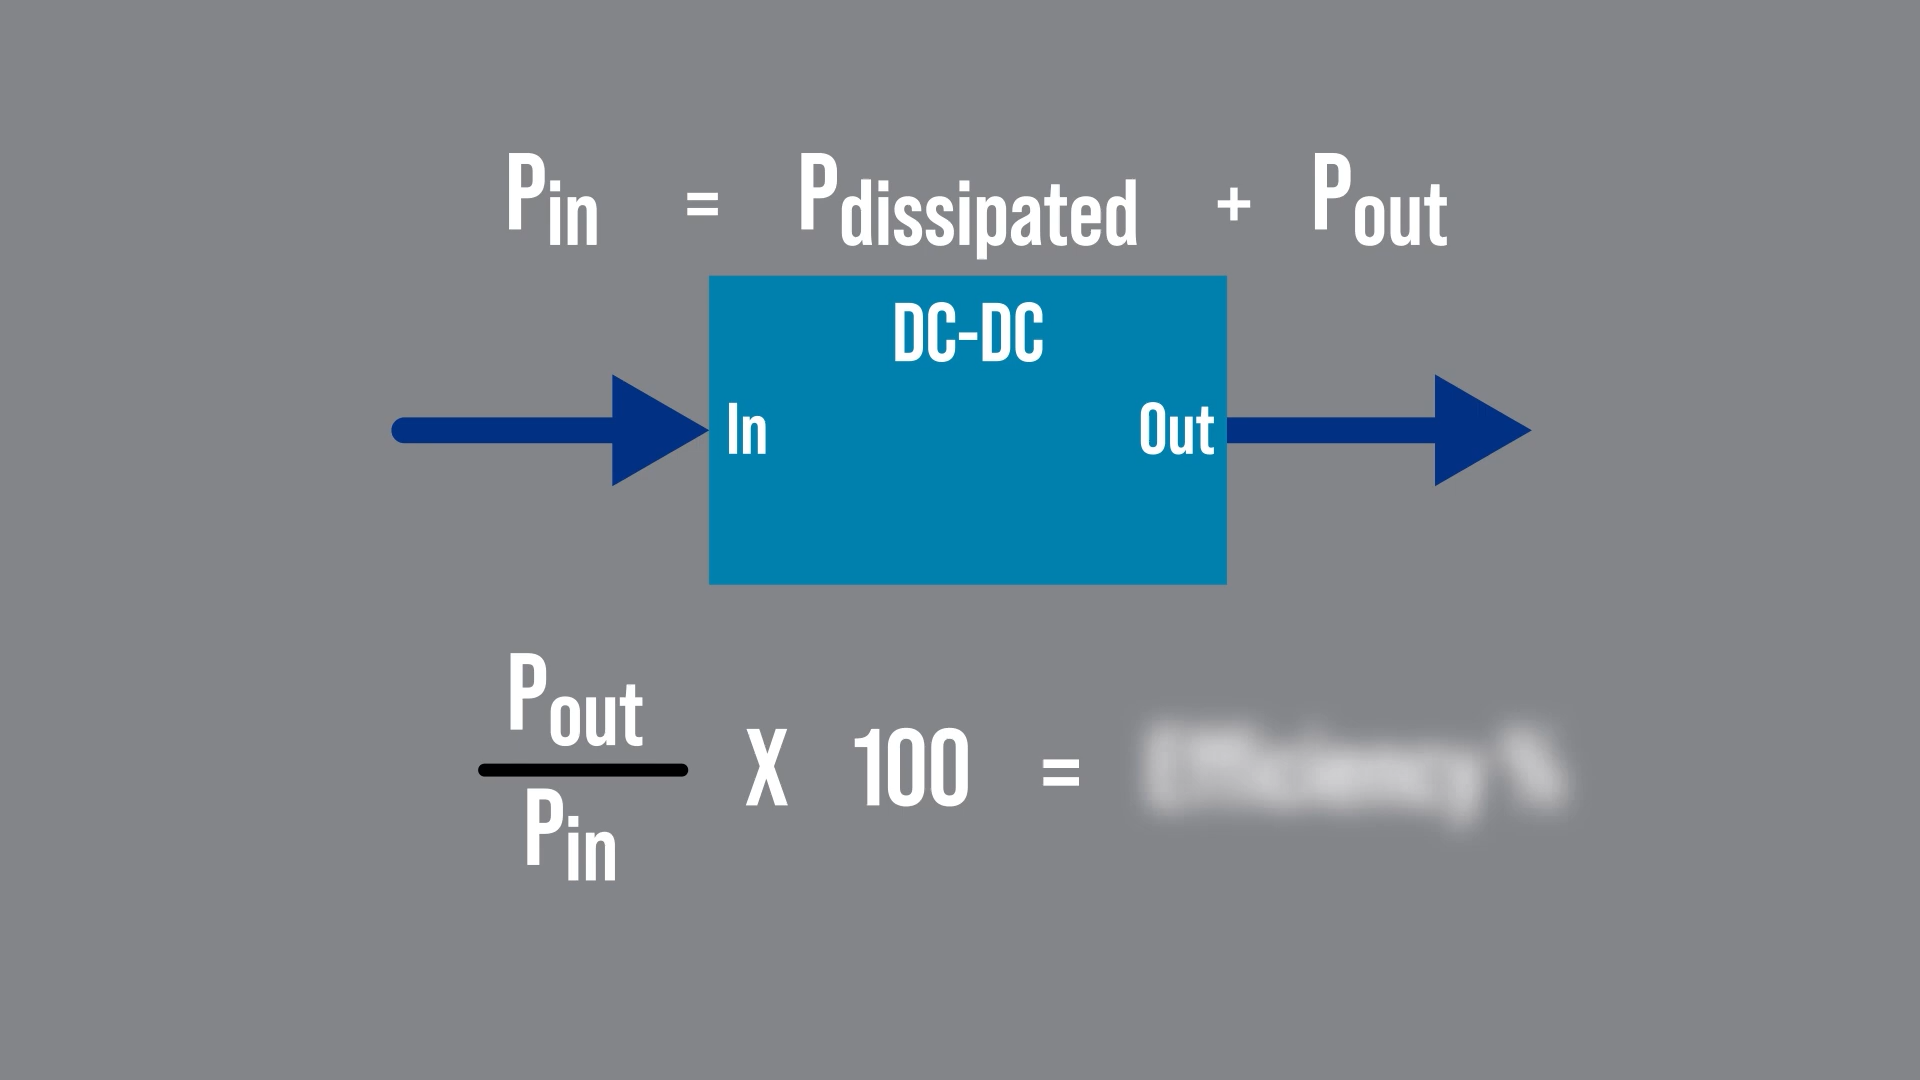 Pin = Pdissipated + Pout
DC-DC
In Out
Pout
X 100 =
Pin